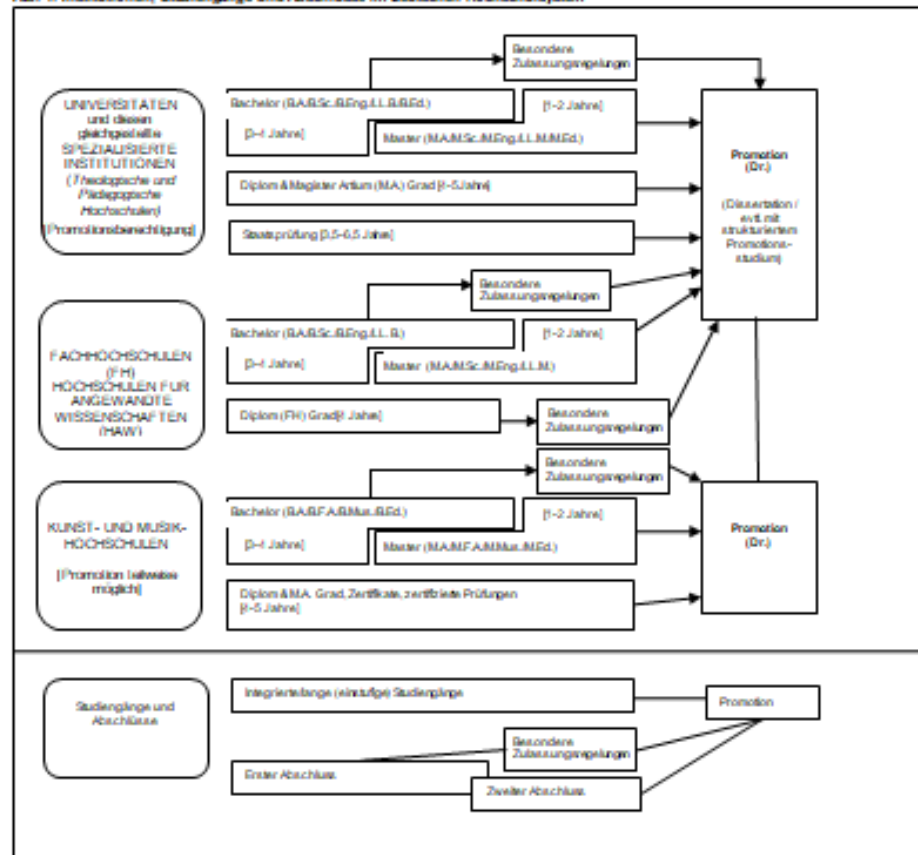 Besondere
Zulassungsregelungen
UNIVERSITÄTEN
und diesen
gleichgestellte
SPEZIALISIERTE
INSTITUTIONEN
(Theologische und
Pädagogische
Hochschulen)
[Promotionsberechtigung]
Bachelor (B.A./B.Sc./B.Eng./LL.B/B.Ed.)
[3-4 Jahre]
[1-2 Jahre]
Master (M.A./M.Sc./M.Eng./LL.M/M.Ed.)
Diplom & Magister Artium (M.A.) Grad [4-5 Jahre]
Staatsprüfung [3,5-6,5 Jahre]
Promotion
(Dr.)
(Dissertation /
evtl. mit
strukturiertem
Promotions-
studium)
Besondere
Zulassungsregelungen
FACHHOCHSCHULEN
(FH)
HOCHSCHULEN FÜR
ANGEWANDTE
WISSENSCHAFTEN
(HAW)
Bachelor (B.A./B.Sc./B.Eng./LL.B.)
[3-4 Jahre]
[1-2 Jahre]
Master (M.A./M.Sc./M.Eng./LL.M.)
Diplom (FH) Grad [4 Jahre]
Besondere
Zulassungsregelungen
Besondere
Zulassungsregelungen
KUNST- UND MUSIK-
HOCHSCHULEN
[Promotion teilweise
möglich]
Bachelor (B.A./B.F.A./B.Mus./B.Ed.)
[3-4 Jahre]
[1-2 Jahre]
Master (M.A./M.F.A./M.Mus./M.Ed.)
Diplom & M.A. Grad, Zertifikate, zertifizierte Prüfungen
[4-5 Jahre]
Promotion
(Dr.)
Studiengänge und
Abschlüsse
Integrierte/lange (einstufige) Studiengänge
Promotion
Besondere
Zulassungsregelungen
Erster Abschluss
Zweiter Abschluss